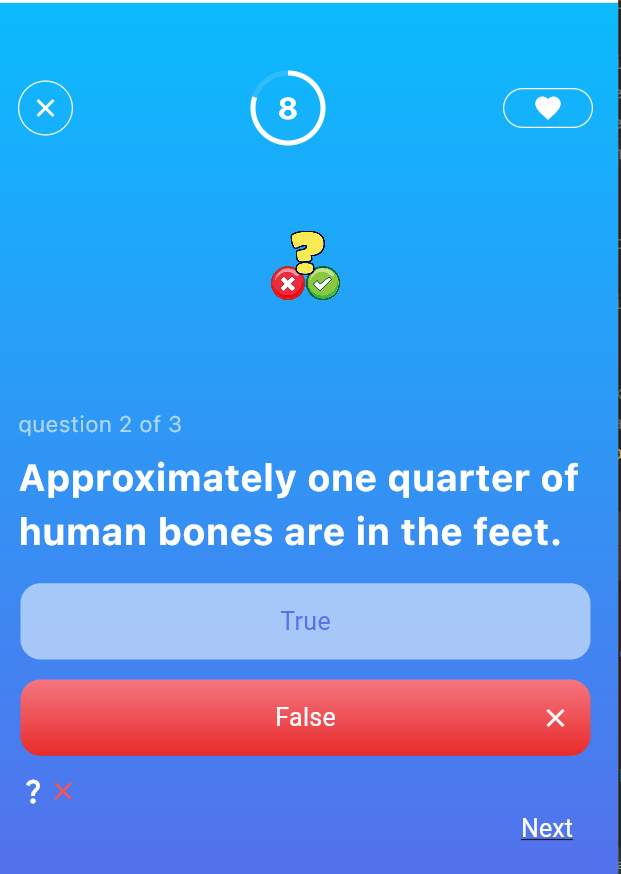 8
question 2 of 3
Approximately one quarter of
human bones are in the feet.
True
False
?
Next